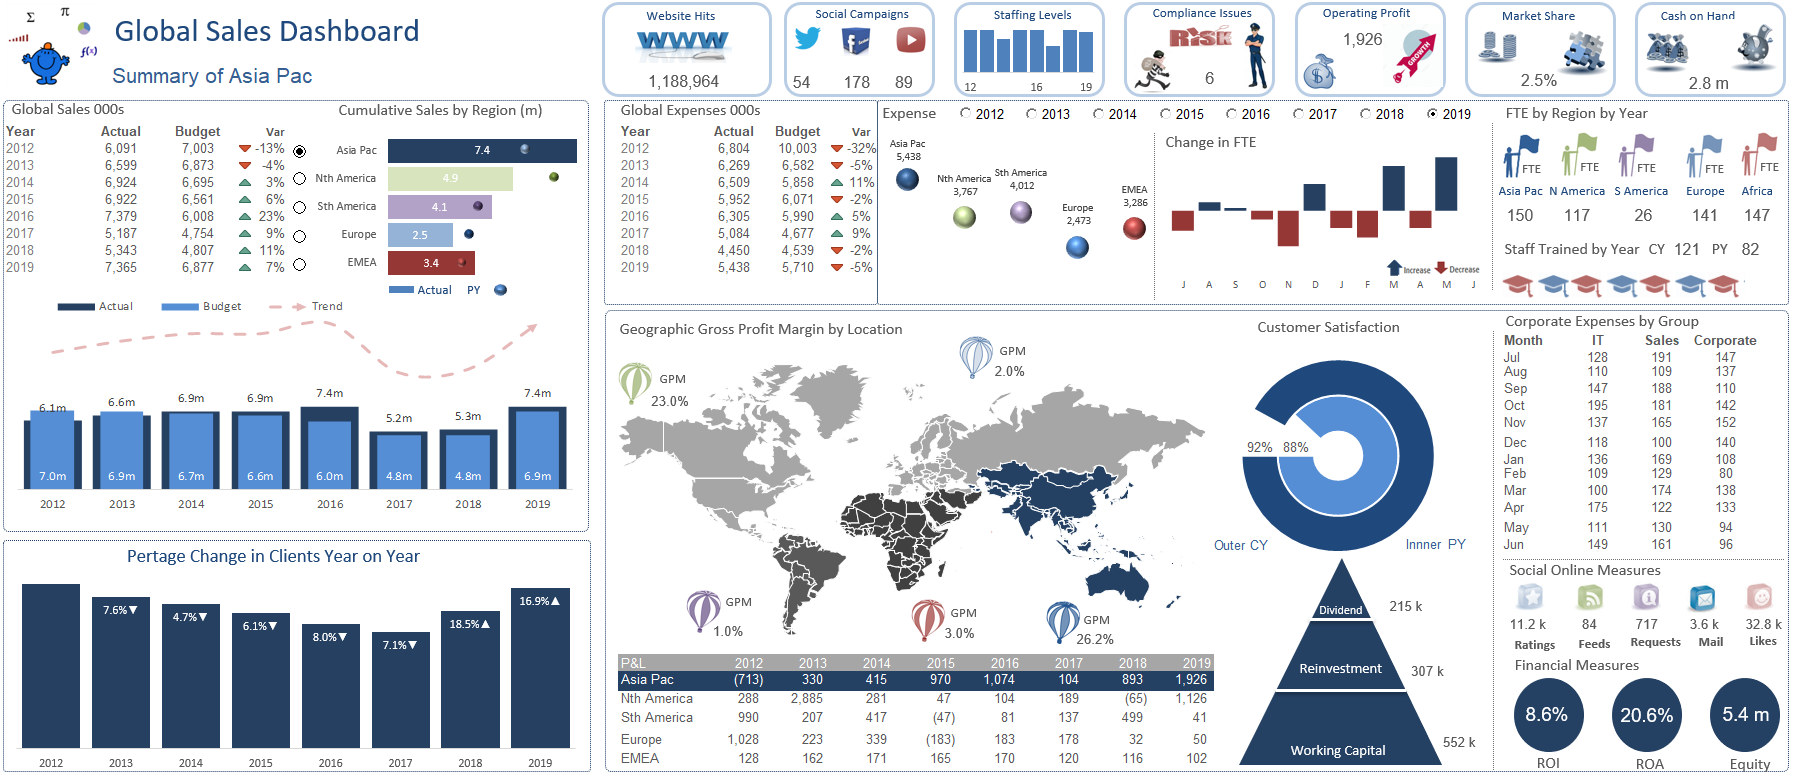 Σ π
f(x)
Global Sales Dashboard
Summary of Asia Pac
Website Hits
WWW
1,188,964
Social Campaigns
facebook
54 178 89
Staffing Levels
12 16 19
Compliance Issues
RISK
6
Operating Profit
1,926
$
GROWTH
Market Share
2.5%
Cash on Hand
2.8 m
Global Sales 000s
Year Actual Budget Var
2012 6,091 7,003 -13%
2013 6,599 6,873 -4%
2014 6,924 6,695 3%
2015 6,922 6,561 6%
2016 7,379 6,008 23%
2017 5,187 4,754 9%
2018 5,343 4,807 11%
2019 7,365 6,877 7%
Cumulative Sales by Region (m)
Asia Pac 7.4
Nth America 4.9
Sth America 4.1
Europe 2.5
EMEA 3.4
Actual PY
Actual Budget Trend
6.1m 6.6m 6.9m 6.9m 7.4m 5.2m 5.3m 7.4m
7.0m 6.9m 6.7m 6.6m 6.0m 4.8m 4.8m 6.9m
2012 2013 2014 2015 2016 2017 2018 2019
Pertage Change in Clients Year on Year
7.6%▼ 4.7%▼ 6.1%▼ 8.0%▼ 7.1%▼ 18.5%▲ 16.9%▲
2012 2013 2014 2015 2016 2017 2018 2019
Global Expenses 000s
Year Actual Budget Var
2012 6,804 10,003 -32%
2013 6,269 6,582 -5%
2014 6,509 5,858 11%
2015 5,952 6,071 -2%
2016 6,305 5,990 5%
2017 5,084 4,677 9%
2018 4,450 4,539 -2%
2019 5,438 5,710 -5%
Expense 2012 2013 2014 2015 2016 2017 2018 2019
Asia Pac
5,438
Nth America
3,767
Sth America
4,012
Europe
2,473
EMEA
3,286
Change in FTE
Increase Decrease
J A S O N D J F M A M J
FTE by Region by Year
FTE FTE FTE FTE FTE
Asia Pac N America S America Europe Africa
150 117 26 141 147
Staff Trained by Year CY 121 PY 82
Geographic Gross Profit Margin by Location
GPM
23.0%
GPM
2.0%
GPM
1.0%
GPM
3.0%
GPM
26.2%
P&L 2012 2013 2014 2015 2016 2017 2018 2019
Asia Pac (713) 330 415 970 1,074 104 893 1,926
Nth America 288 2,885 281 47 104 189 (65) 1,126
Sth America 990 207 417 (47) 81 137 499 41
Europe 1,028 223 339 (183) 183 178 32 50
EMEA 128 162 171 165 170 120 116 102
Customer Satisfaction
92% 88%
Outer CY Innner PY
Dividend 215 k
Reinvestment 307 k
Working Capital 552 k
Corporate Expenses by Group
Month IT Sales Corporate
Jul 128 191 147
Aug 110 109 137
Sep 147 188 110
Oct 195 181 142
Nov 137 165 152
Dec 118 100 140
Jan 136 169 108
Feb 109 129 80
Mar 100 174 138
Apr 175 122 133
May 111 130 94
Jun 149 161 96
Social Online Measures
11.2 k 84 717 3.6 k 32.8 k
Ratings Feeds Requests Mail Likes
Financial Measures
8.6% 20.6% 5.4 m
ROI ROA Equity